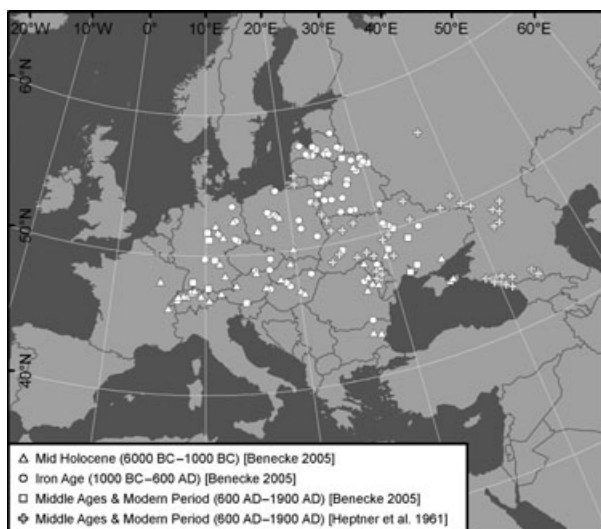 20°W 10°W 0° 10°E 20°E 30°E 40°E 50°E 60°E
60°N
50°N
40°N
Mid Holocene (6000 BC–1000 BC) [Benecke 2005]
Iron Age (1000 BC–600 AD) [Benecke 2005]
Middle Ages & Modern Period (600 AD–1900 AD) [Benecke 2005]
Middle Ages & Modern Period (600 AD–1900 AD) [Heptner et al. 1961]